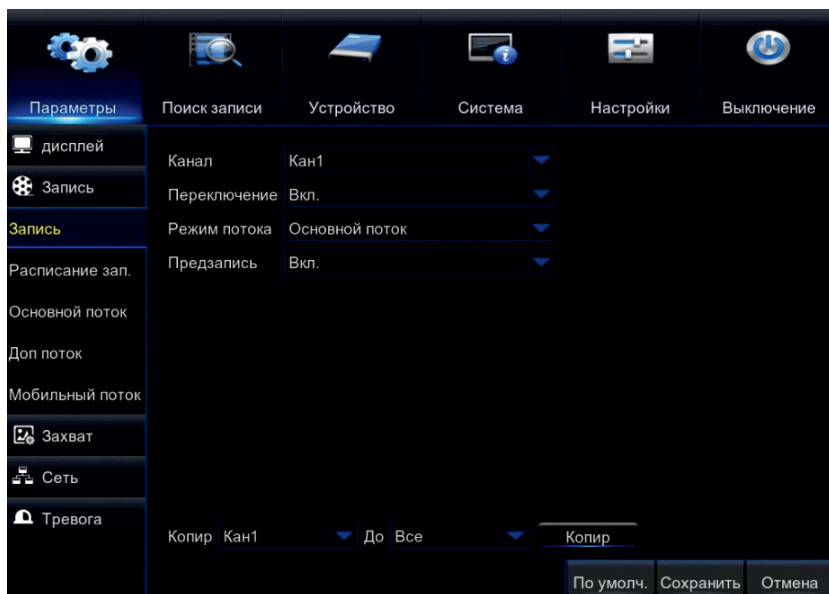 Параметры
Поиск записи
Устройство
Система
Настройки
Выключение
дисплей
Запись
Запись
Расписание зап.
Основной поток
Доп поток
Мобильный поток
Захват
Сеть
Тревога
Канал Кан1
Переключение Вкл.
Режим потока Основной поток
Предзапись Вкл.
Копир Кан1 До Все Копир
По умолч. Сохранить Отмена